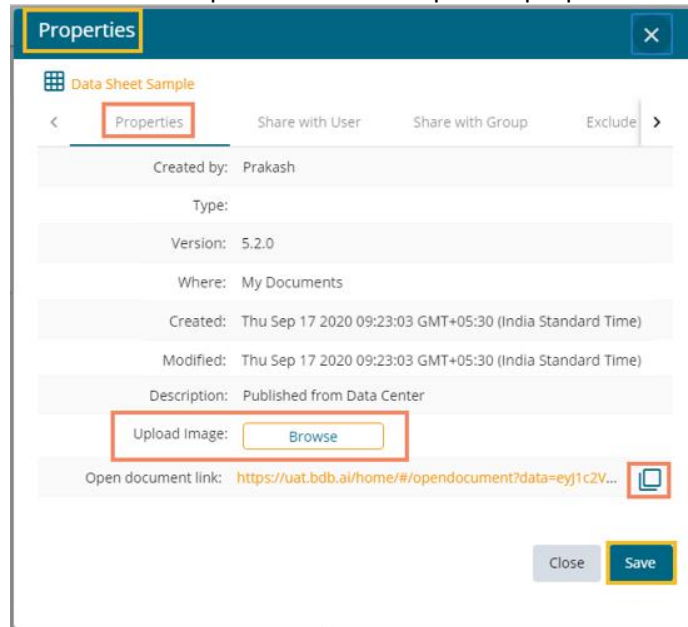 Properties
Data Sheet Sample
Properties Share with User Share with Group Exclude
Created by: Prakash
Type:
Version: 5.2.0
Where: My Documents
Created: Thu Sep 17 2020 09:23:03 GMT+05:30 (India Standard Time)
Modified: Thu Sep 17 2020 09:23:03 GMT+05:30 (India Standard Time)
Description: Published from Data Center
Upload Image: Browse
Open document link: https://uat.bdb.ai/home/#/opendocument?data=eyJ1c2V...
Close Save